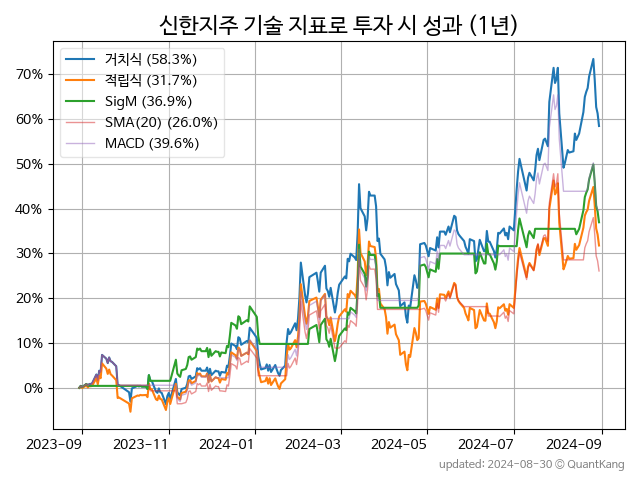 신한지주 기술 지표로 투자 시 성과 (1년)
거치식 (58.3%)
적립식 (31.7%)
SigM (36.9%)
SMA(20) (26.0%)
MACD (39.6%)
70%
60%
50%
40%
30%
20%
10%
0%
2023-09 2023-11 2024-01 2024-03 2024-05 2024-07 2024-09
updated: 2024-08-30 © QuantKang